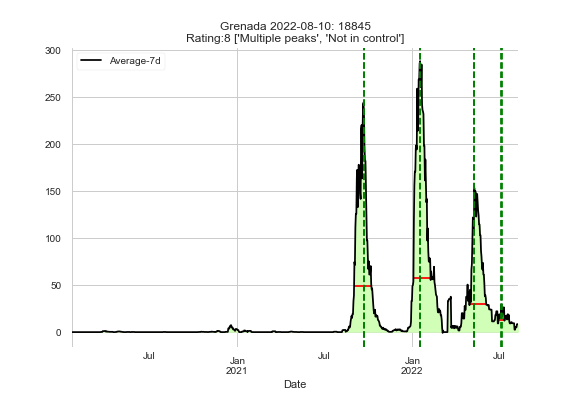 Grenada 2022-08-10: 18845
Rating:8 ['Multiple peaks', 'Not in control']
300
Average-7d
250
200
150
100
50
0
Jul
Jan
2021
Jul
Jan
2022
Jul
Date